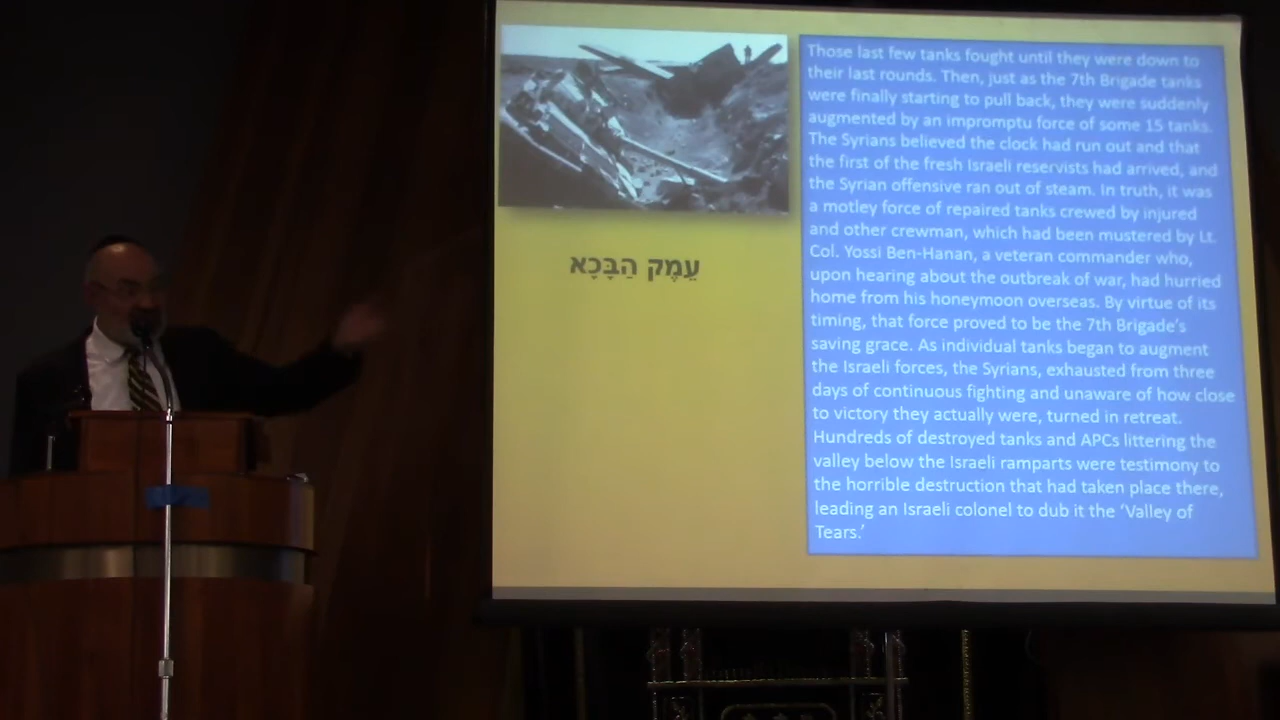 עֵמֶק הַבָּכָא
Those last few tanks fought until they were down to
their last rounds. Then, just as the 7th Brigade tanks
were finally starting to pull back, they were suddenly
augmented by an impromptu force of some 15 tanks.
The Syrians believed the clock had run out and that
the first of the fresh Israeli reservists had arrived, and
the Syrian offensive ran out of steam. In truth, it was
a motley force of repaired tanks crewed by injured
and other crewman, which had been mustered by Lt.
Col. Yossi Ben-Hanan, a veteran commander who,
upon hearing about the outbreak of war, had hurried
home from his honeymoon overseas. By virtue of its
timing, that force proved to be the 7th Brigade's
saving grace. As individual tanks began to augment
the Israeli forces, the Syrians, exhausted from three
days of continuous fighting and unaware of how close
to victory they actually were, turned in retreat.
Hundreds of destroyed tanks and APCs littering the
valley below the Israeli ramparts were testimony to
the horrible destruction that had taken place there,
leading an Israeli colonel to dub it the ‘Valley of
Tears.’